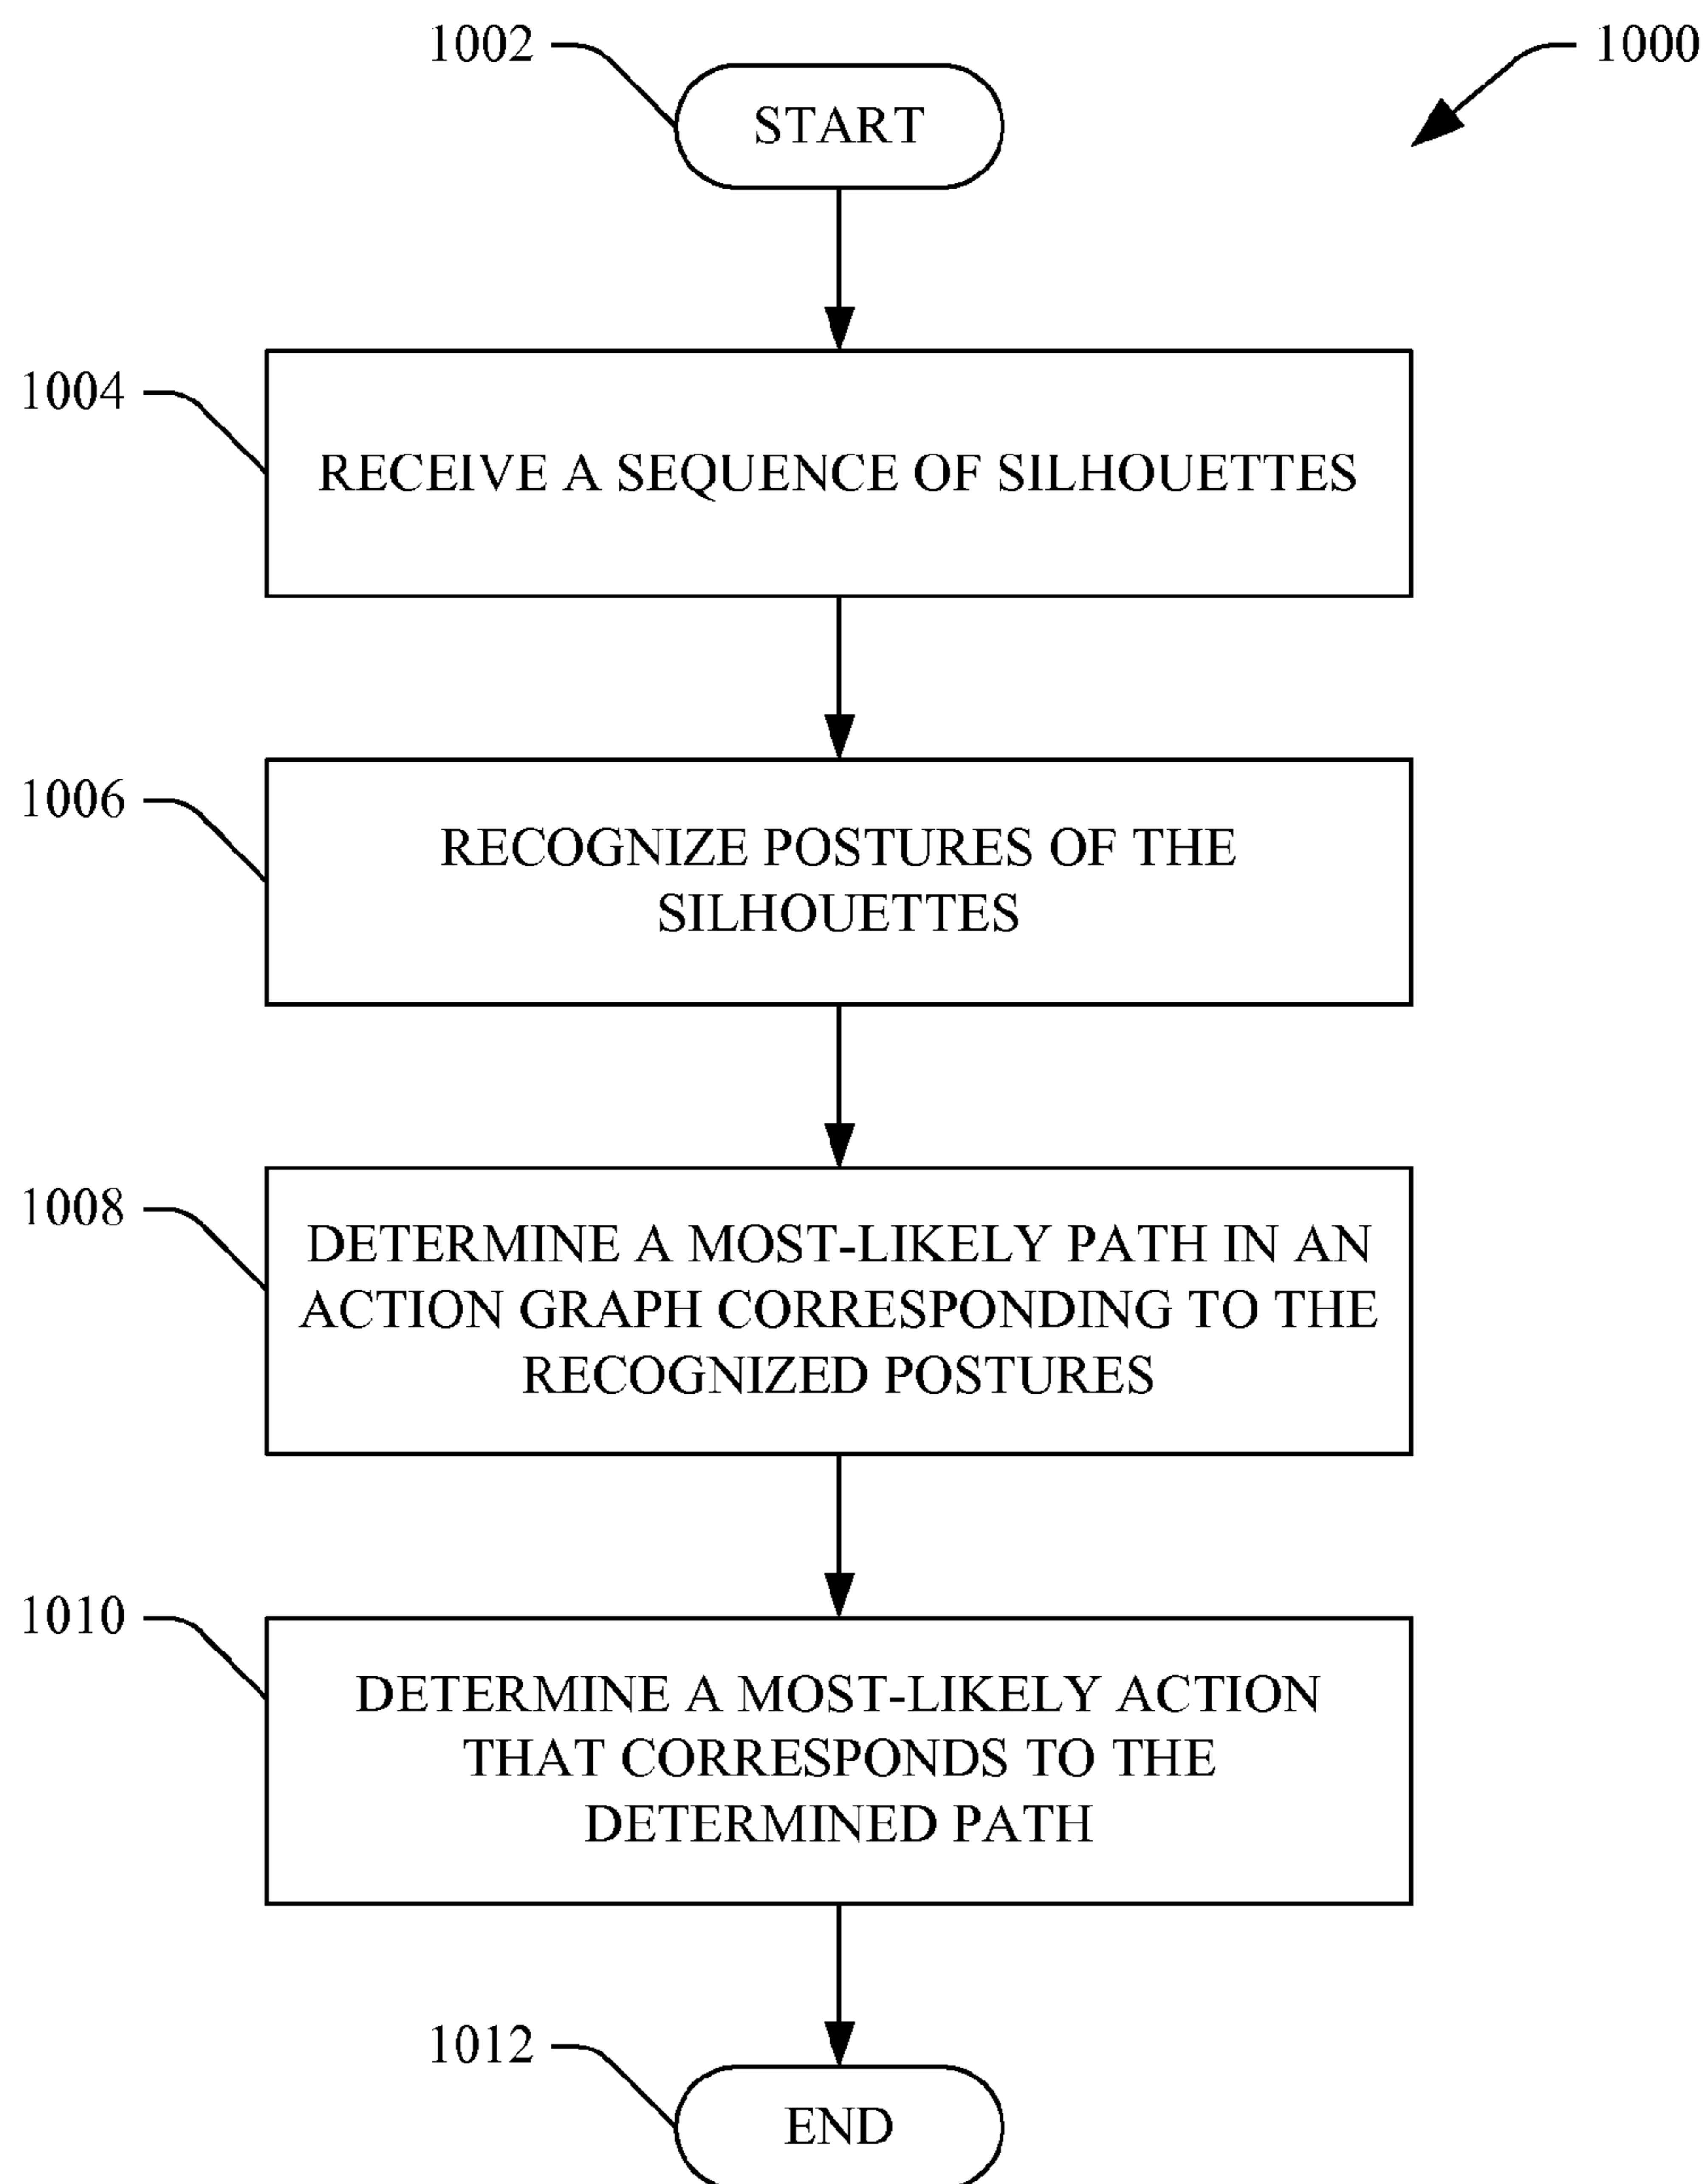 1002
1000
START
1004
RECEIVE A SEQUENCE OF SILHOUETTES
1006
RECOGNIZE POSTURES OF THE
SILHOUETTES
1008
DETERMINE A MOST-LIKELY PATH IN AN
ACTION GRAPH CORRESPONDING TO THE
RECOGNIZED POSTURES
1010
DETERMINE A MOST-LIKELY ACTION
THAT CORRESPONDS TO THE
DETERMINED PATH
1012
END